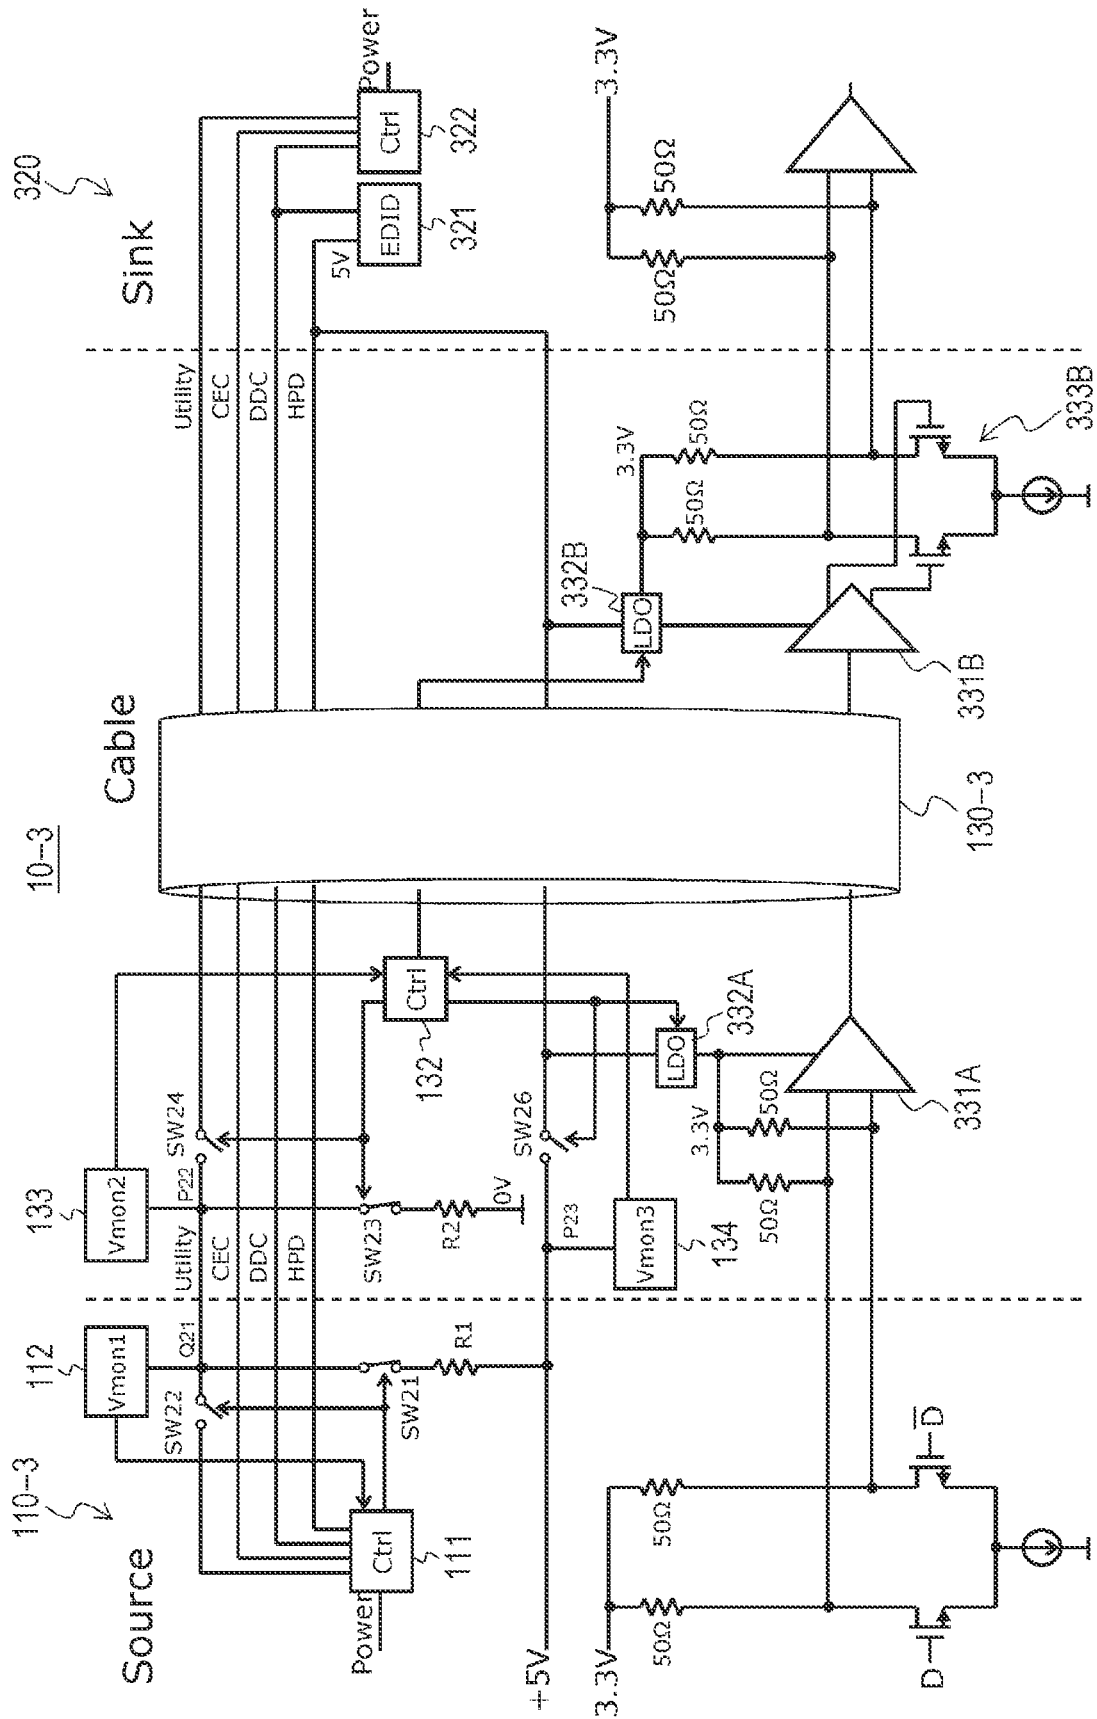 10-3
Source
Cable
Sink
110-3
320
112
Vmon1
133
Vmon2
SW22
Q21
Utility
P22
SW24
Utility
CEC
CEC
DDC
DDC
HPD
HPD
Power
Ctrl
111
SW21
R1
SW23
R2
0V
132
Ctrl
5V
EDID
321
Ctrl
322
Power
+5V
P23
SW26
Vmon3
134
LDO
332A
332B
LDO
3.3V
3.3V
3.3V
3.3V
50Ω
50Ω
50Ω
50Ω
50Ω
50Ω
50Ω
50Ω
331A
130-3
331B
333B
D
D̅